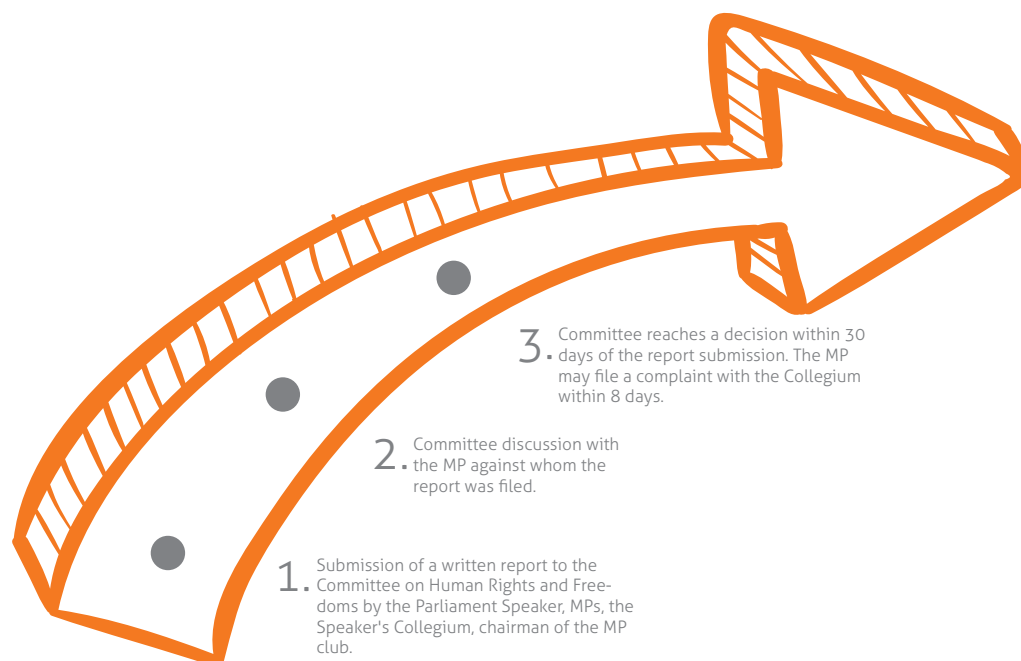 3. Committee reaches a decision within 30
days of the report submission. The MP
may file a complaint with the Collegium
within 8 days.
2. Committee discussion with
the MP against whom the
report was filed.
1. Submission of a written report to the
Committee on Human Rights and Free-
doms by the Parliament Speaker, MPs, the
Speaker's Collegium, chairman of the MP
club.